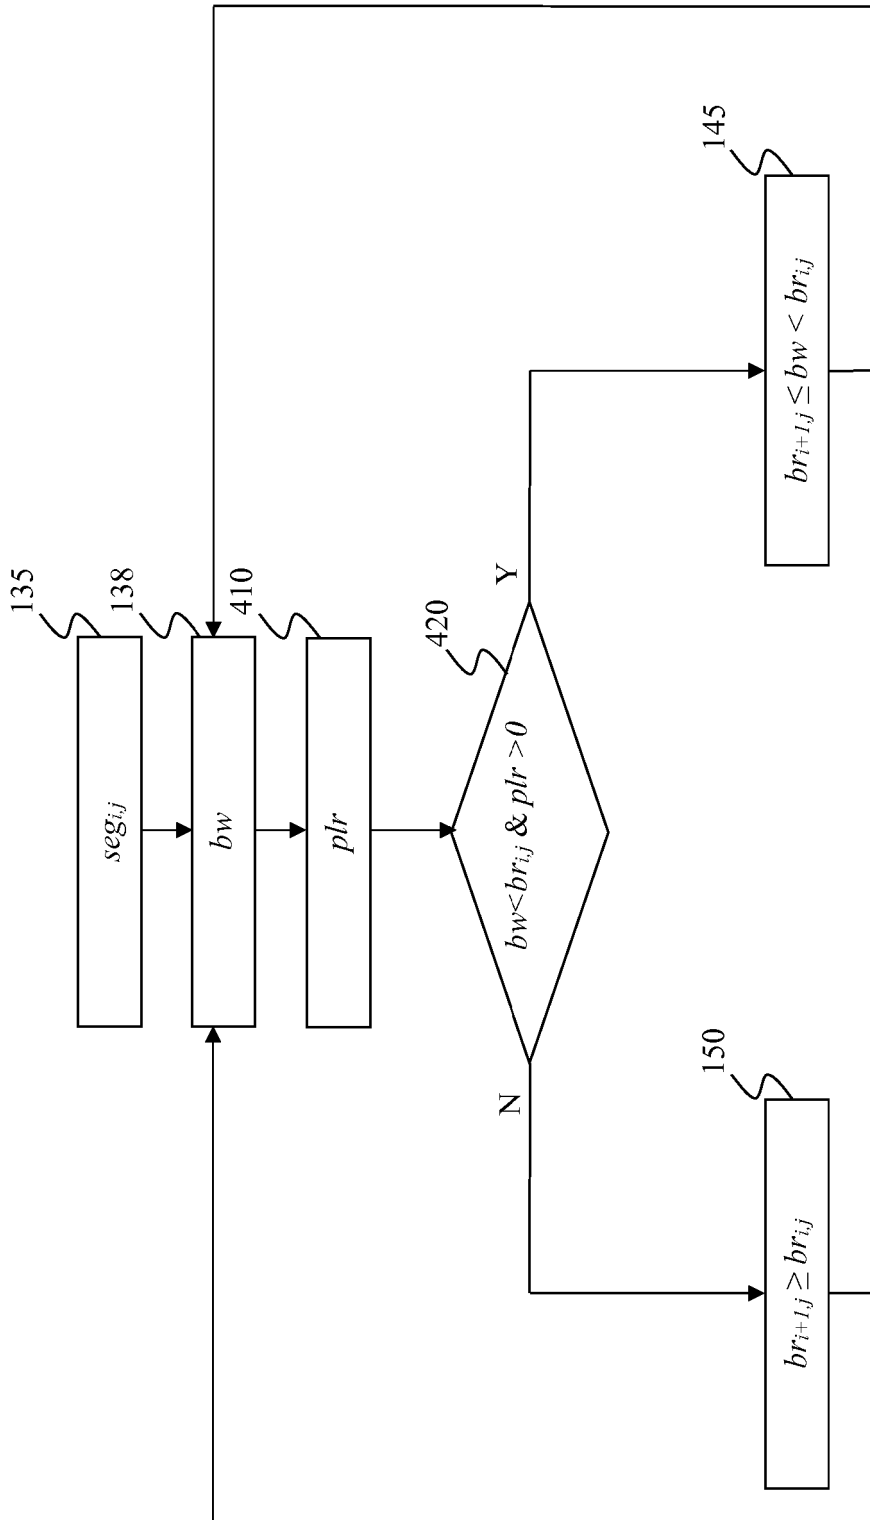 135
seg_{i,j}
138
bw
410
plr
420
bw<br_{i,j} & plr >0
N
Y
150
br_{i+1,j} ≥ br_{i,j}
145
br_{i+1,j} ≤ bw < br_{i,j}